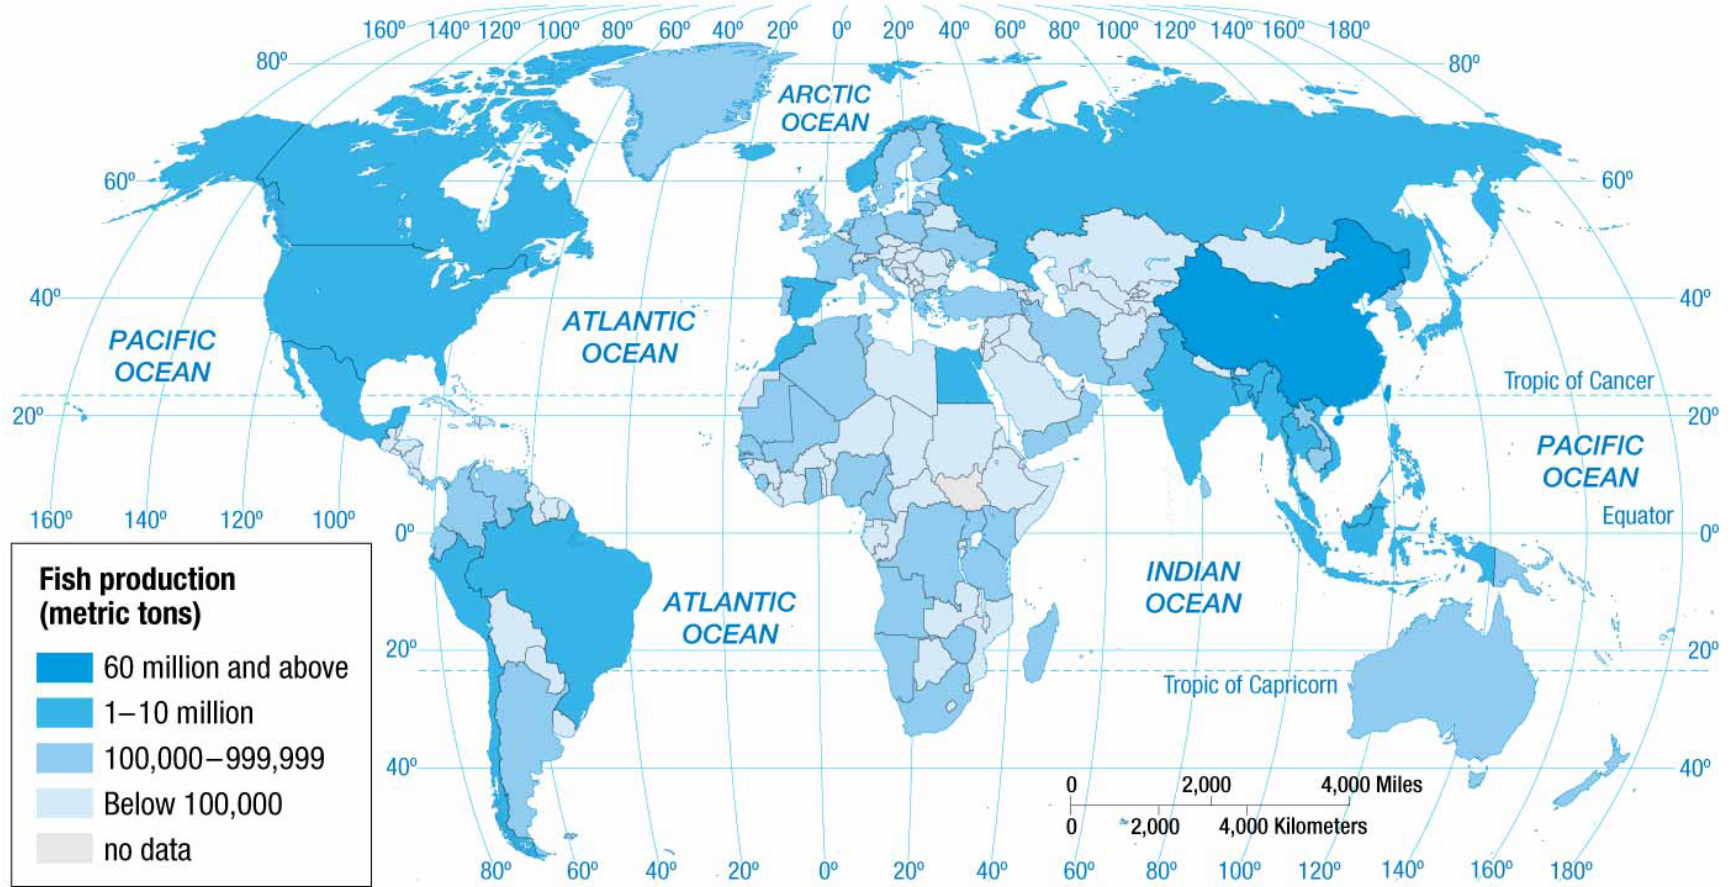 160º 140º 120º 100º 80º 60º 40º 20º 0º 20º 40º 60º 80º 100º 120º 140º 160º 180º
80º 80º
ARCTIC
OCEAN
60º 60º
40º 40º
PACIFIC
OCEAN
ATLANTIC
OCEAN
Tropic of Cancer
20º 20º
PACIFIC
OCEAN
160º 140º 120º 100º
Equator
0º 0º
INDIAN
OCEAN
ATLANTIC
OCEAN
20º 20º
Tropic of Capricorn
40º 40º
Fish production
(metric tons)
60 million and above
1–10 million
100,000–999,999
Below 100,000
no data
0 2,000 4,000 Miles
0 2,000 4,000 Kilometers
80º 60º 40º 20º 0º 20º 40º 60º 80º 100º 120º 140º 160º 180º